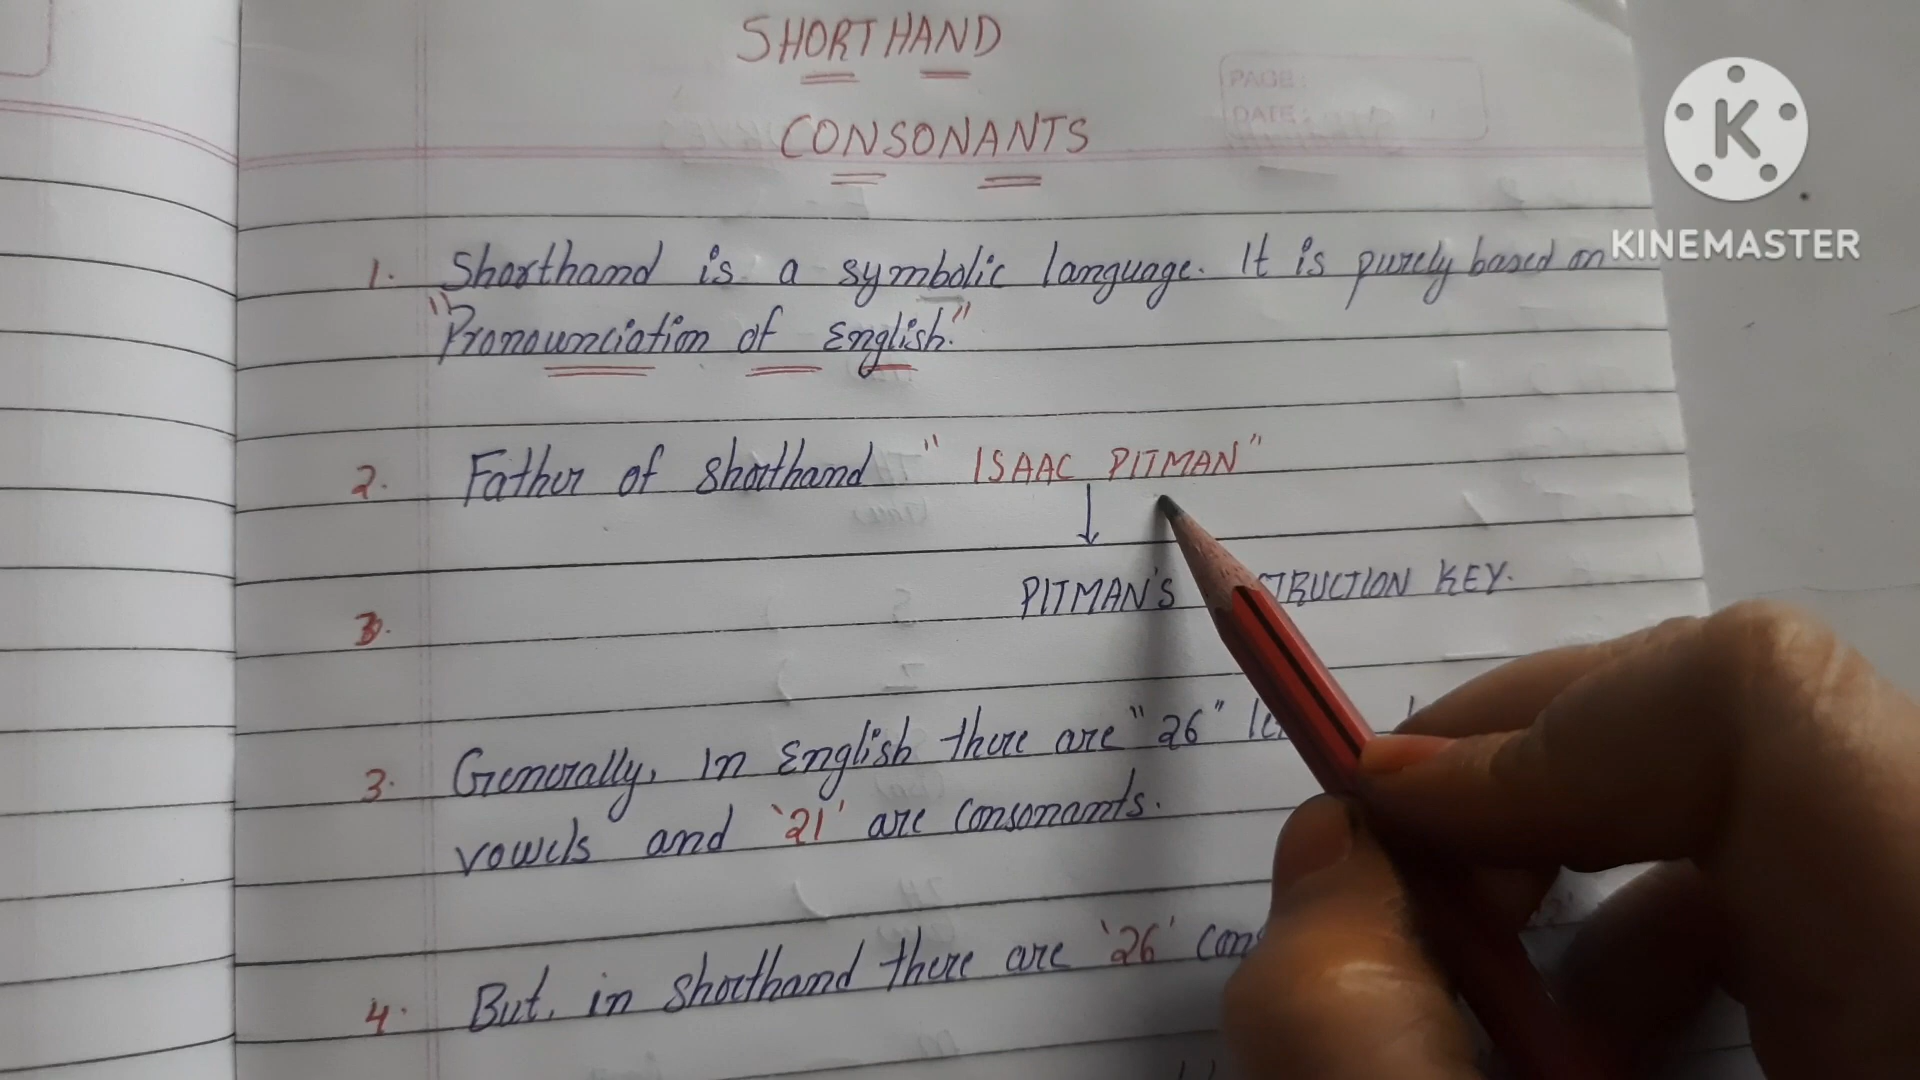 SHORTHAND
PAGE:
DATE:
CONSONANTS
K
KINEMASTER
1. Shorthand is a symbolic language. It is purely based on
"Pronounciation of English."
2. Father of Shorthand "ISAAC PITMAN"
PITMAN'S TRUCTION KEY.
3.
3. Generally, in English there are "26"
vowels and '21' are consonants.
4. But, in Shorthand there are '26'